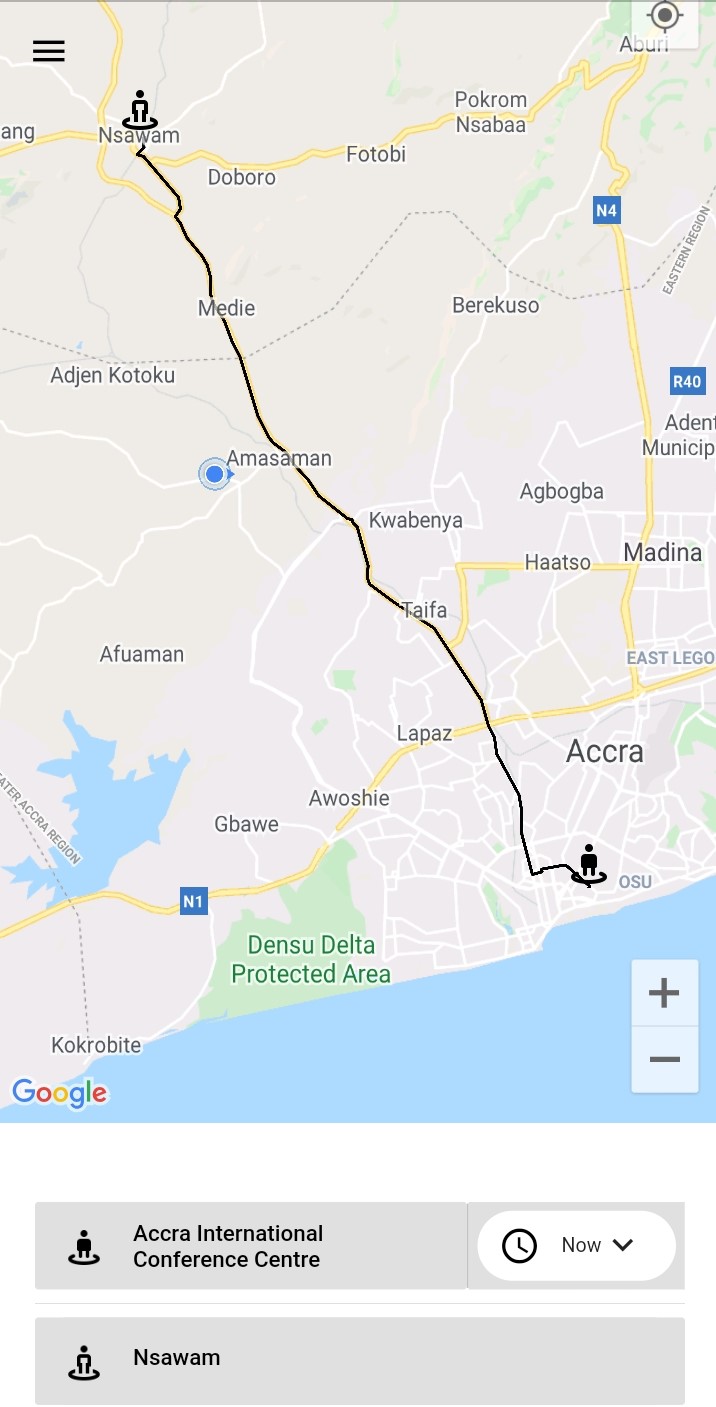 Aburi
Pokrom
Nsabaa
ang
Nsawam
Fotobi
Doboro
N4
EASTERN REGION
Medie
Berekuso
Adjen Kotoku
R40
Adent
Municip
Amasaman
Agbogba
Kwabenya
Haatso
Madina
Taifa
Afuaman
EAST LEGO
Lapaz
Accra
ATER ACCRA REGION
Awoshie
Gbawe
OSU
N1
Densu Delta
Protected Area
Kokrobite
Google
Accra International
Conference Centre
Now
Nsawam